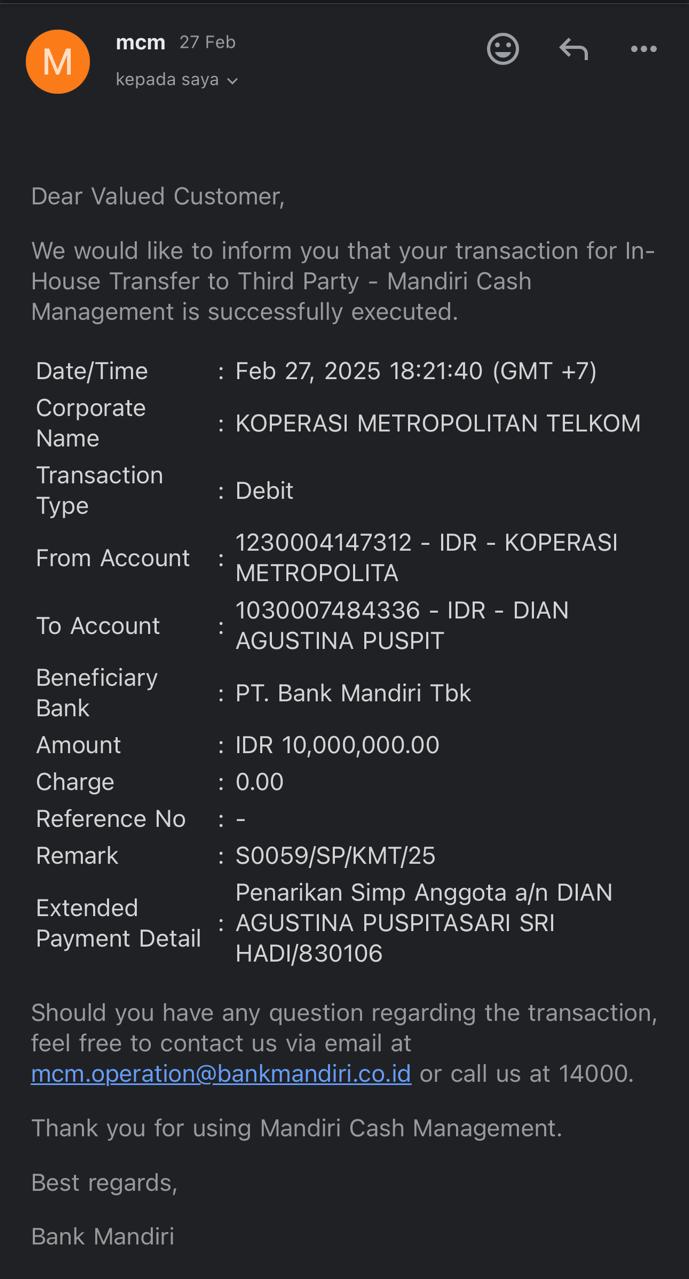 M
mcm 27 Feb
kepada saya
Dear Valued Customer,
We would like to inform you that your transaction for In-
House Transfer to Third Party - Mandiri Cash
Management is successfully executed.
Date/Time : Feb 27, 2025 18:21:40 (GMT +7)
Corporate
Name : KOPERASI METROPOLITAN TELKOM
Transaction
Type : Debit
From Account : 1230004147312 - IDR - KOPERASI
METROPOLITA
To Account : 1030007484336 - IDR - DIAN
AGUSTINA PUSPIT
Beneficiary
Bank : PT. Bank Mandiri Tbk
Amount : IDR 10,000,000.00
Charge : 0.00
Reference No : -
Remark : S0059/SP/KMT/25
Extended
Payment Detail : Penarikan Simp Anggota a/n DIAN
AGUSTINA PUSPITASARI SRI
HADI/830106
Should you have any question regarding the transaction,
feel free to contact us via email at
mcm.operation@bankmandiri.co.id or call us at 14000.
Thank you for using Mandiri Cash Management.
Best regards,
Bank Mandiri